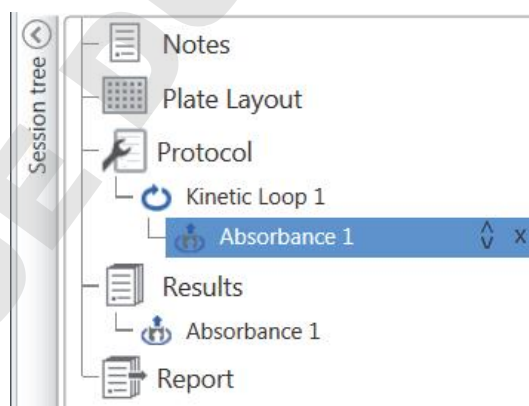 Session tree
Notes
Plate Layout
Protocol
Kinetic Loop 1
Absorbance 1 x
Results
Absorbance 1
Report